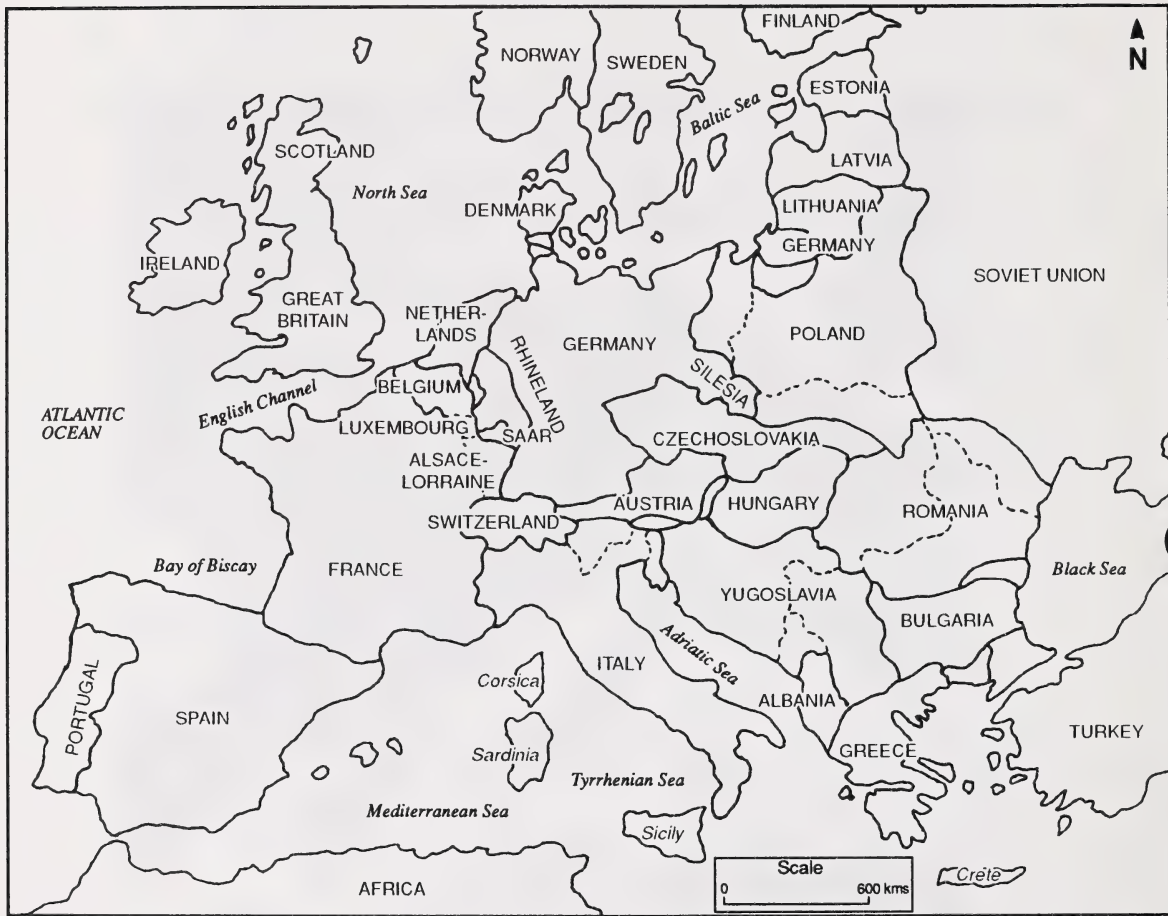 FINLAND
N
NORWAY
SWEDEN
ESTONIA
Baltic Sea
SCOTLAND
LATVIA
North Sea
DENMARK
LITHUANIA
GERMANY
IRELAND
SOVIET UNION
GREAT
BRITAIN
NETHER-
LANDS
GERMANY
POLAND
RHINELAND
SILESIA
BELGIUM
English Channel
ATLANTIC
OCEAN
LUXEMBOURG
SAAR
CZECHOSLOVAKIA
ALSACE-
LORRAINE
AUSTRIA
HUNGARY
ROMANIA
SWITZERLAND
Bay of Biscay
FRANCE
Black Sea
YUGOSLAVIA
BULGARIA
Adriatic Sea
ITALY
Corsica
ALBANIA
PORTUGAL
SPAIN
TURKEY
Sardinia
GREECE
Tyrrhenian Sea
Mediterranean Sea
Sicily
Scale
0 600 kms
Crete
AFRICA